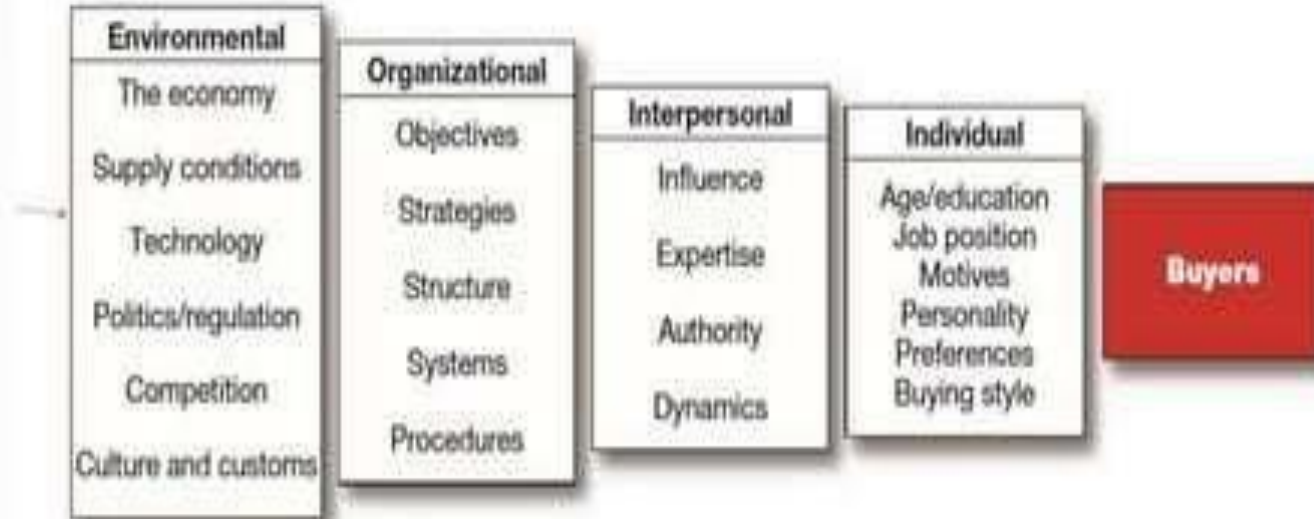 Environmental
The economy
Supply conditions
Technology
Politics/regulation
Competition
Culture and customs
Organizational
Objectives
Strategies
Structure
Systems
Procedures
Interpersonal
Influence
Expertise
Authority
Dynamics
Individual
Age/education
Job position
Motives
Personality
Preferences
Buying style
Buyers